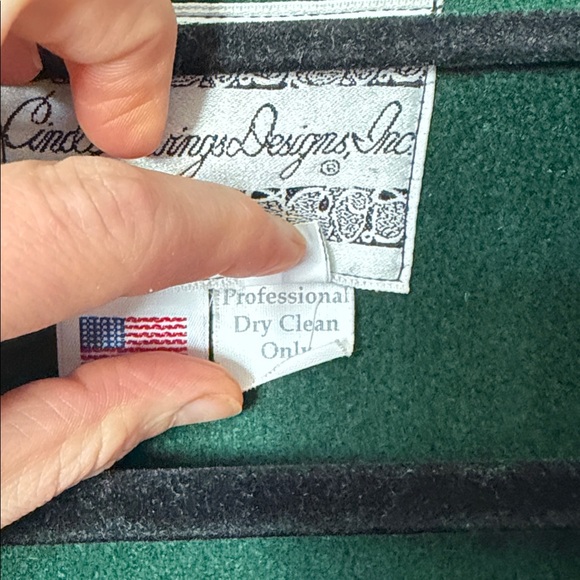 Designs, Inc.
®
Professional
Dry Clean
Only